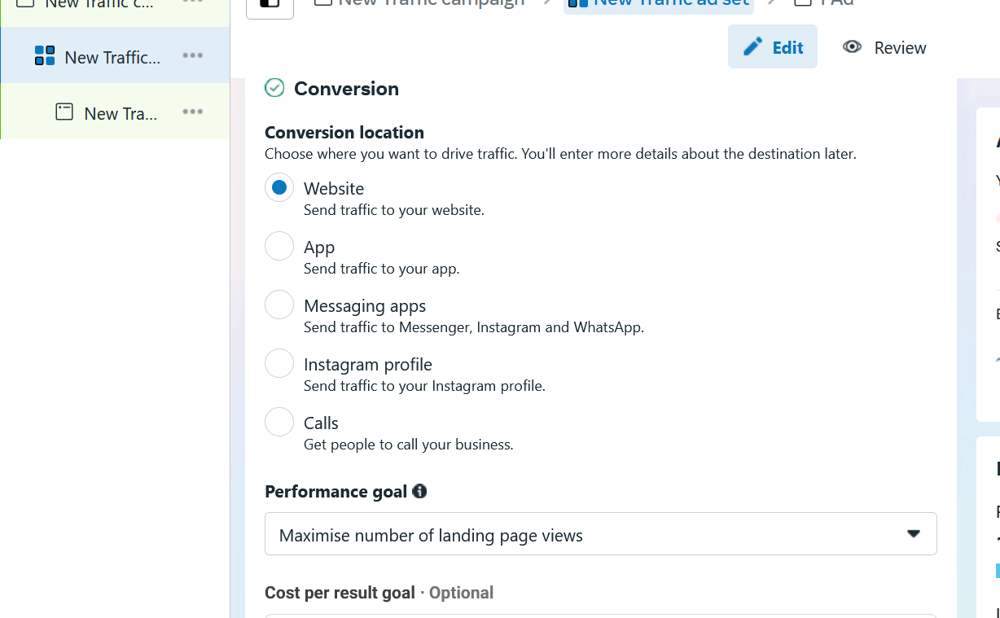 New Traffic c...
New Traffic campaign
New Traffic ad set
1 Ad
New Traffic...
Edit
Review
New Tra...
Conversion
Conversion location
Choose where you want to drive traffic. You'll enter more details about the destination later.
Website
Send traffic to your website.
App
Send traffic to your app.
Messaging apps
Send traffic to Messenger, Instagram and WhatsApp.
Instagram profile
Send traffic to your Instagram profile.
Calls
Get people to call your business.
Performance goal
Maximise number of landing page views
Cost per result goal · Optional